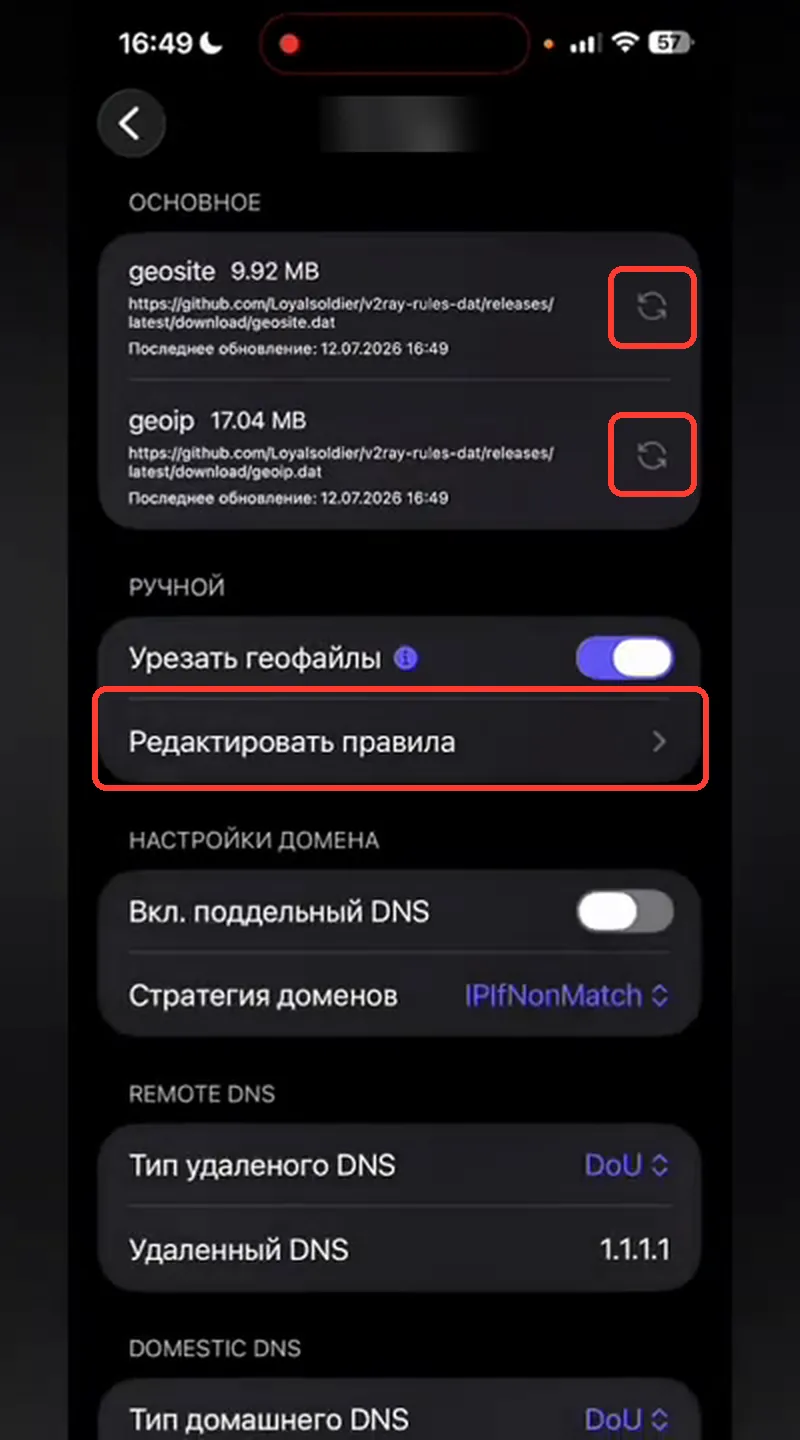 16:49
57
ОСНОВНОЕ
geosite 9.92 MB
https://github.com/Loyalsoldier/v2ray-rules-dat/releases/
latest/download/geosite.dat
Последнее обновление: 12.07.2026 16:49
geoip 17.04 MB
https://github.com/Loyalsoldier/v2ray-rules-dat/releases/
latest/download/geoip.dat
Последнее обновление: 12.07.2026 16:49
РУЧНОЙ
Урезать геофайлы
Редактировать правила
НАСТРОЙКИ ДОМЕНА
Вкл. поддельный DNS
Стратегия доменов IPIfNonMatch
REMOTE DNS
Тип удаленого DNS DoU
Удаленный DNS 1.1.1.1
DOMESTIC DNS
Тип домашнего DNS DoU